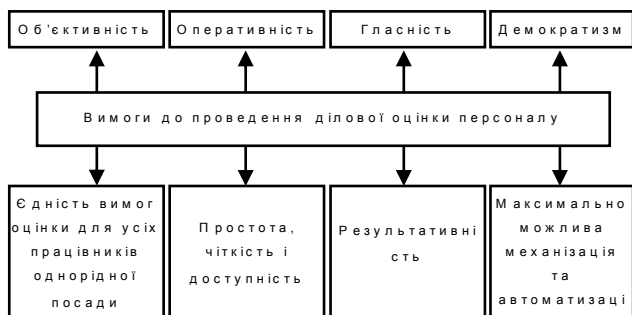 Об'єктивність
Оперативність
Гласність
Демократизм
Вимоги до проведення ділової оцінки персоналу
Єдність вимог
оцінки для усіх
працівників
однорідної
посади
Простота,
чіткість і
доступність
Результативні
сть
Максимально
можлива
механізація
та
автоматизаці